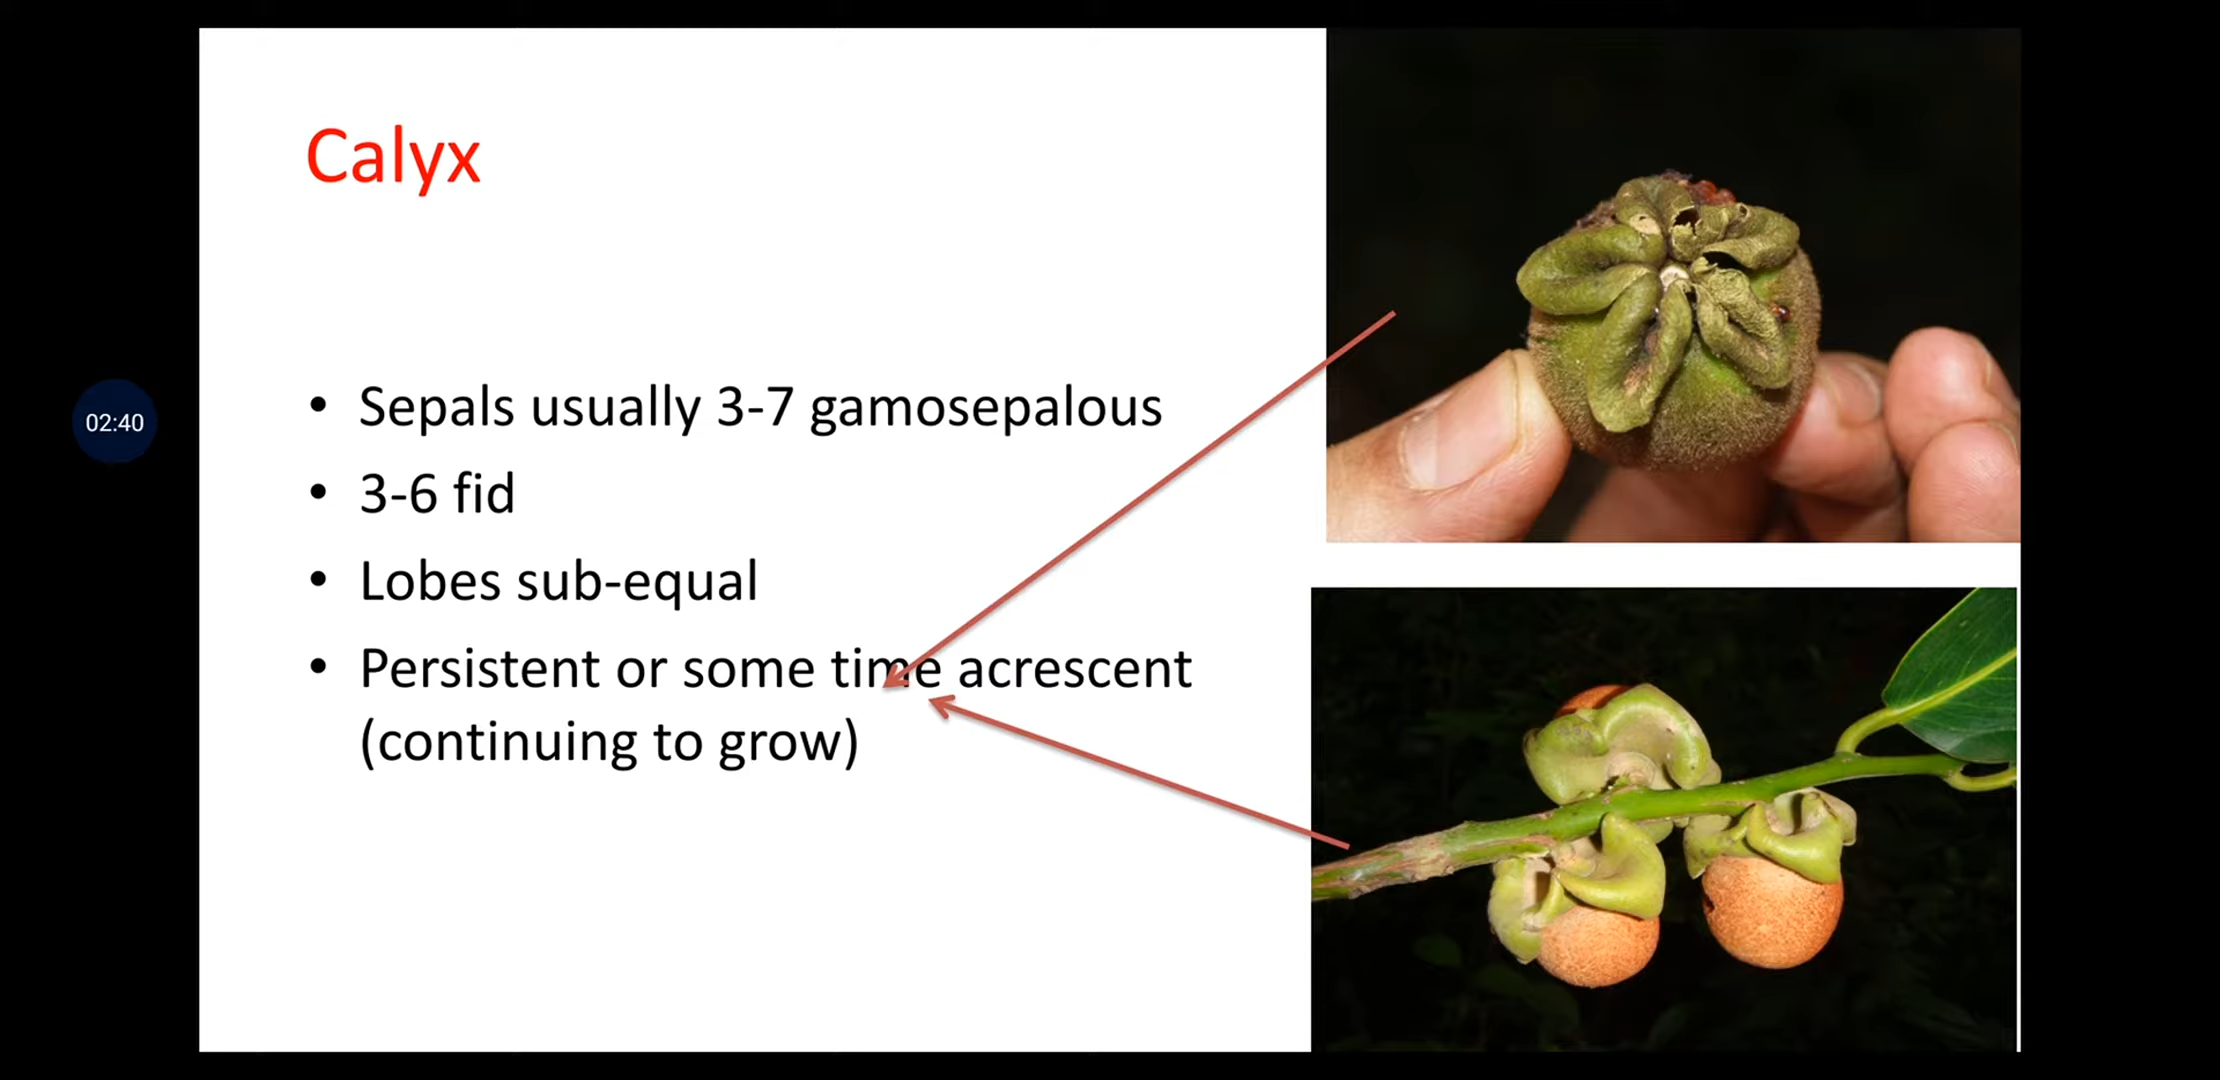 Calyx
• Sepals usually 3-7 gamosepalous
• 3-6 fid
• Lobes sub-equal
• Persistent or some time acrescent
(continuing to grow)
02:40